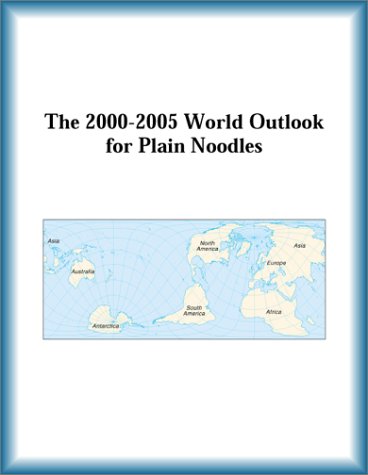 The 2000-2005 World Outlook
for Plain Noodles
Asia
North
America
Asia
Europe
Australia
South
America
Africa
Antarctica